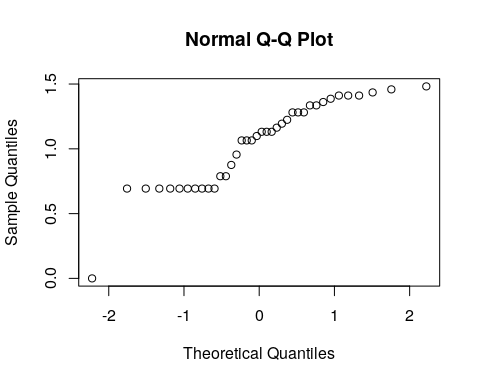 Normal Q-Q Plot
Sample Quantiles
1.5
1.0
0.5
0.0
-2 -1 0 1 2
Theoretical Quantiles